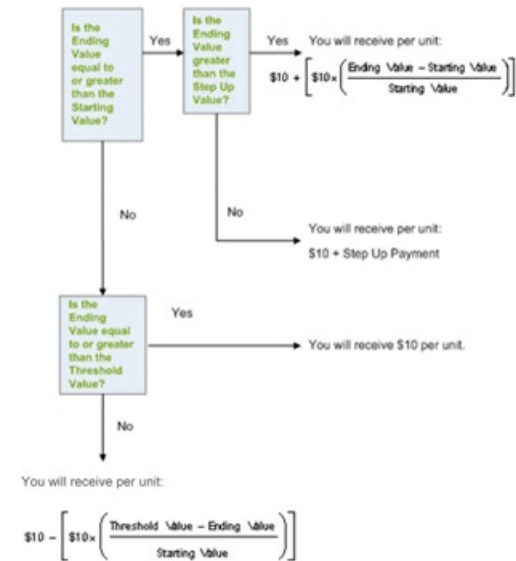 Is the
Ending
Value
equal to
or greater
than the
Starting
Value?
Yes
Is the
Ending
Value
greater
than the
Step Up
Value?
Yes
You will receive per unit:
$10 + [ $10× ( Ending Value – Starting Value
Starting Value ) ]
No
No
You will receive per unit:
$10 + Step Up Payment
Is the
Ending
Value equal
to or greater
than the
Threshold
Value?
Yes
You will receive $10 per unit.
No
You will receive per unit:
$10 – [ $10× ( Threshold Value – Ending Value
Starting Value ) ]